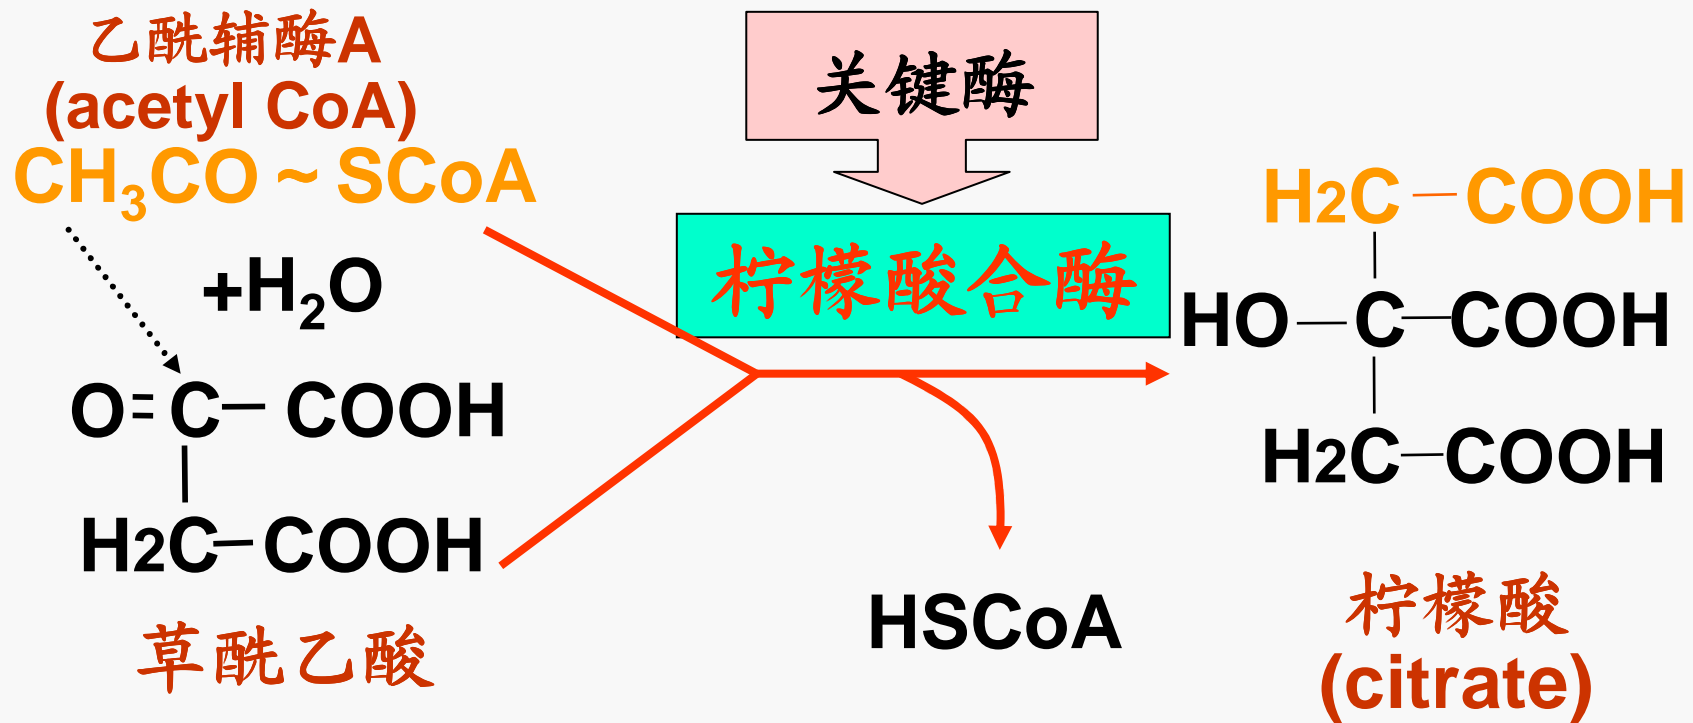 乙酰辅酶A
(acetyl CoA)
CH₃CO ~ SCoA
+H₂O
O=C— COOH
H2C—COOH
草酰乙酸
关键酶
柠檬酸合酶
HSCoA
H2C—COOH
HO—C—COOH
H2C—COOH
柠檬酸
(citrate)